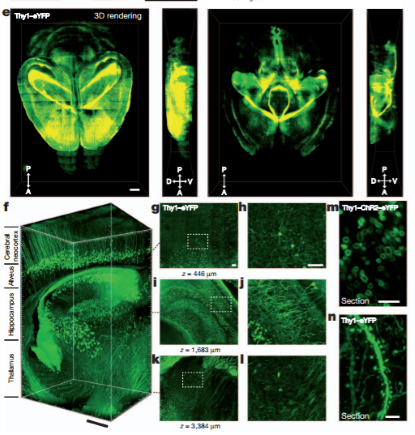 e
Thy1–eYFP 3D rendering
P
A
P
D V
A
P
A
P
D V
A
f
g Thy1–eYFP
h
m Thy1–ChR2–eYFP
Cerebral neocortex
Alveus
Hippocampus
Thalamus
z = 446 μm
i
j
Section
n Thy1–eYFP
z = 1,683 μm
k
l
Section
z = 3,384 μm